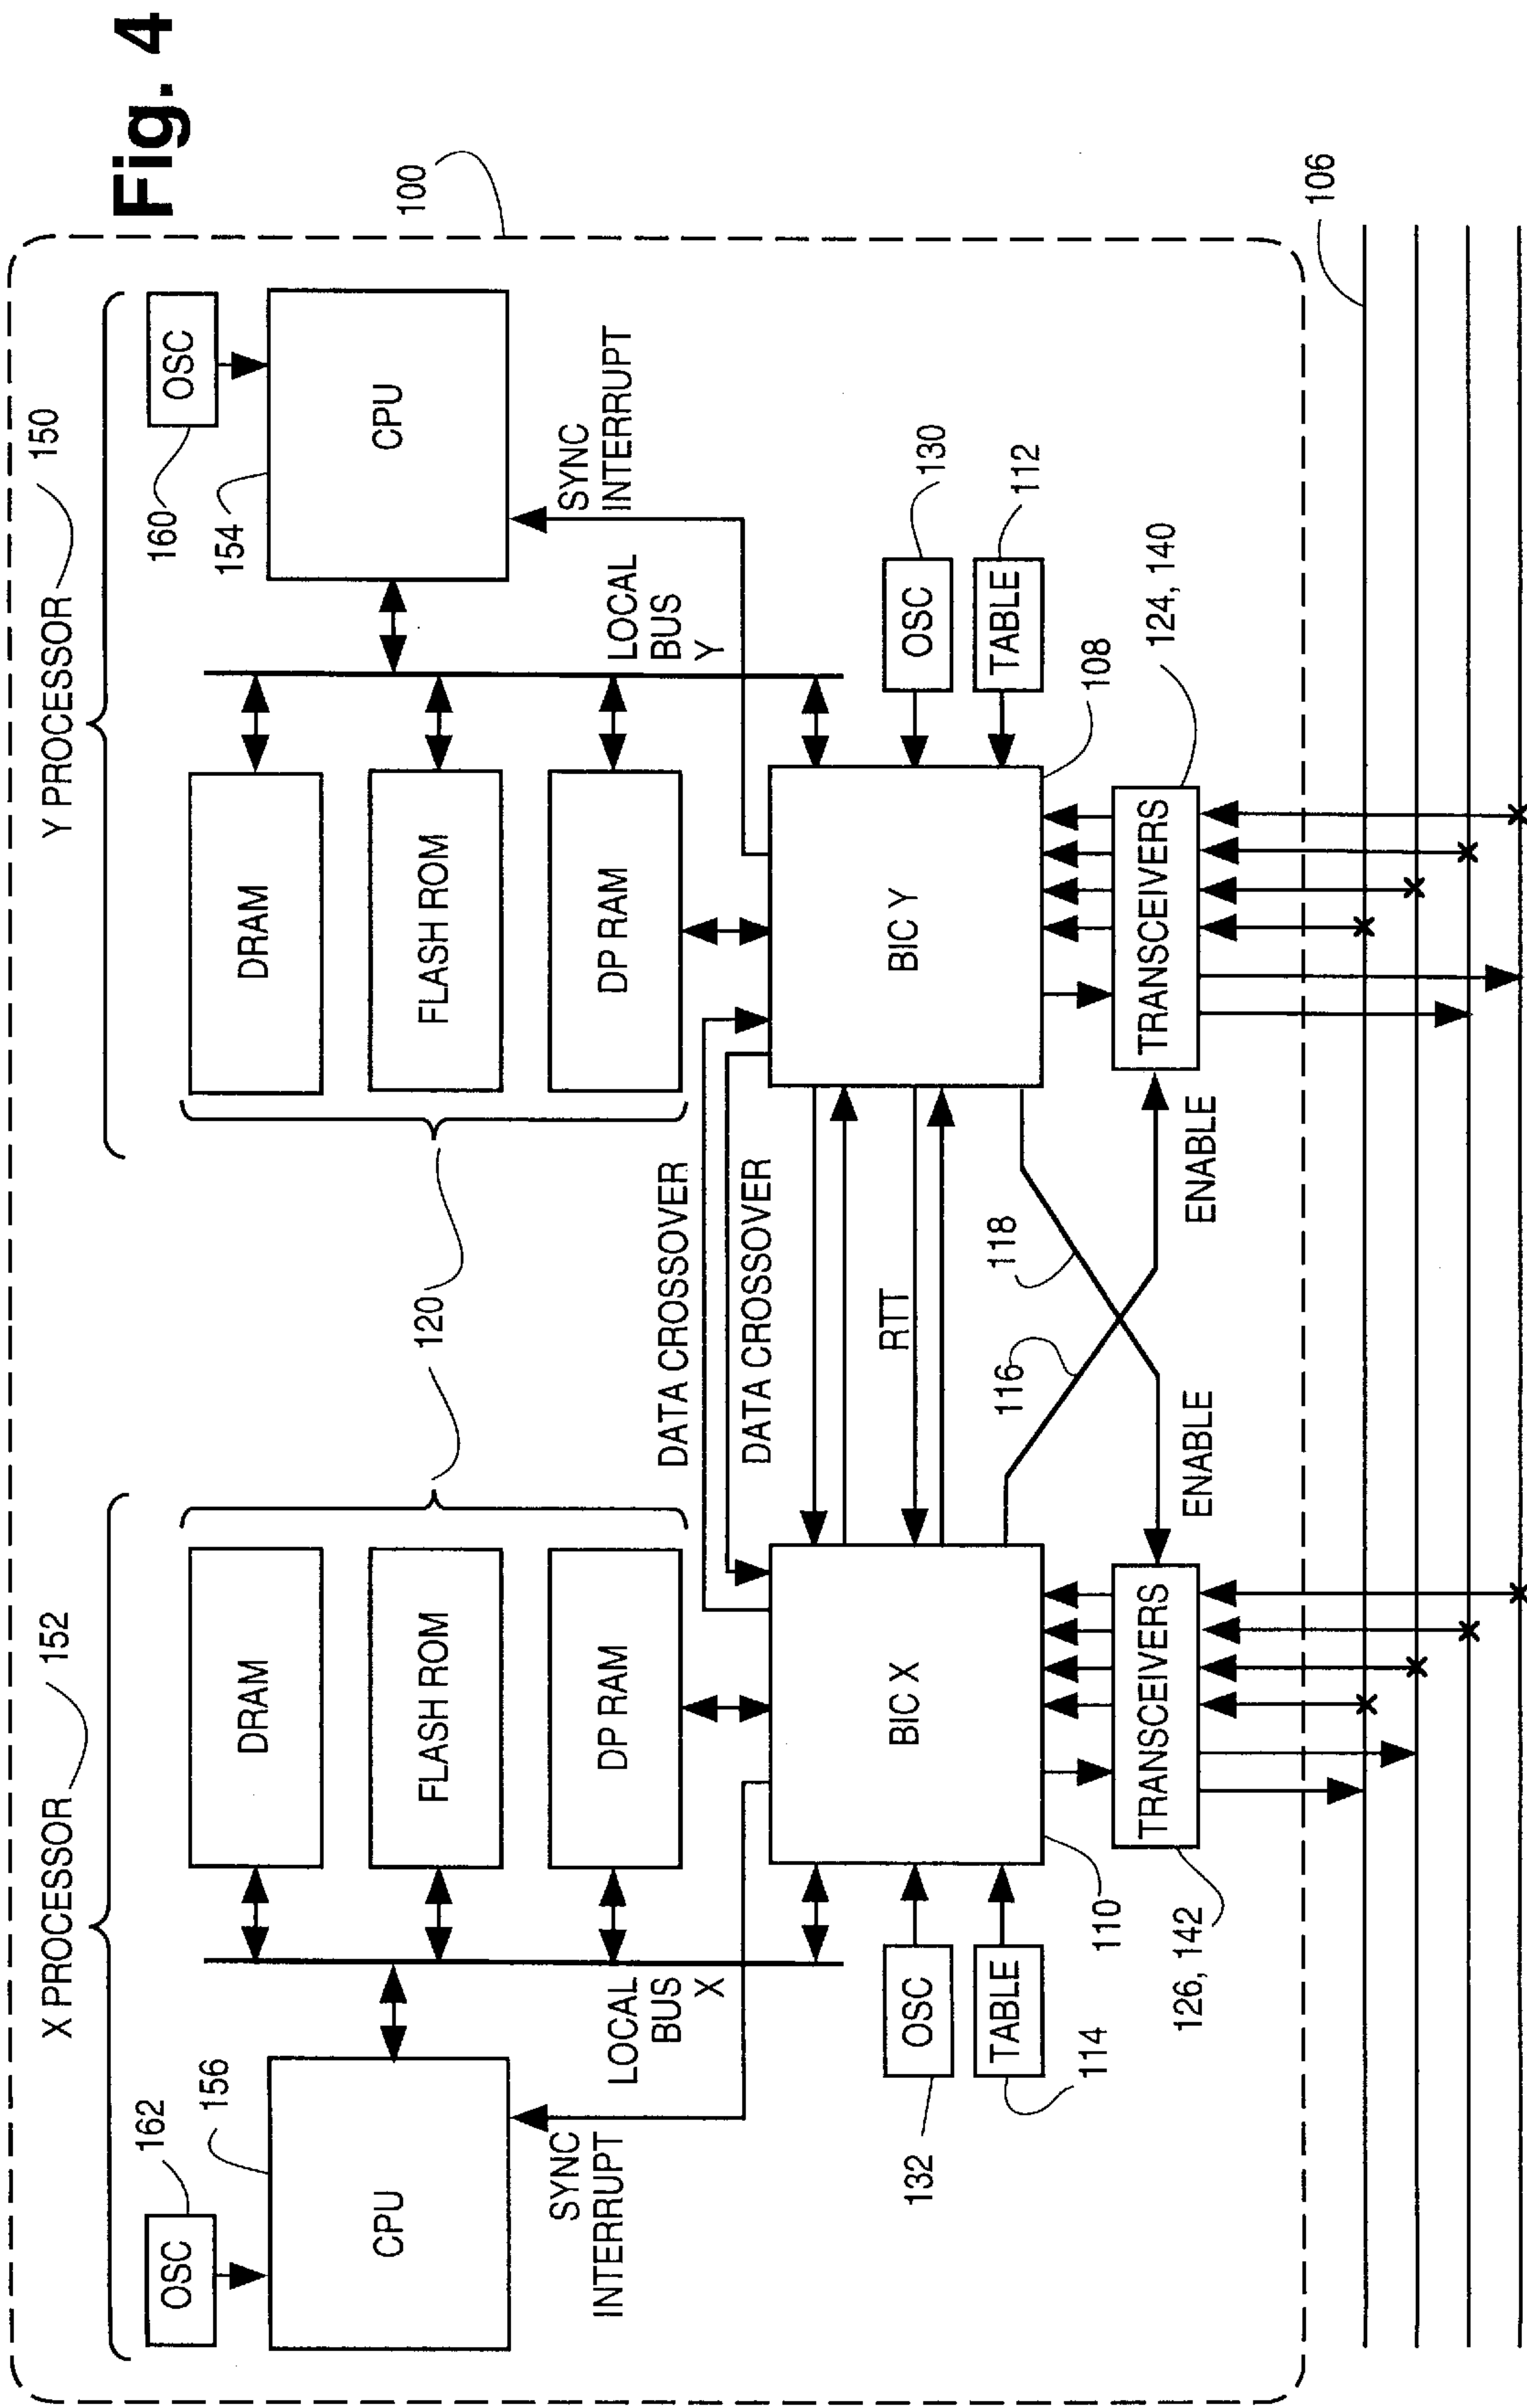 Fig. 4
X PROCESSOR
152
Y PROCESSOR
150
100
162
OSC
156
CPU
DRAM
FLASH ROM
DP RAM
120
DRAM
FLASH ROM
DP RAM
160
OSC
154
CPU
SYNC
INTERRUPT
LOCAL
BUS
X
DATA CROSSOVER
DATA CROSSOVER
LOCAL
BUS
Y
SYNC
INTERRUPT
132
OSC
TABLE
114
BIC X
110
RTT
116
118
BIC Y
108
OSC
130
TABLE
112
126, 142
TRANSCEIVERS
ENABLE
ENABLE
TRANSCEIVERS
124, 140
106